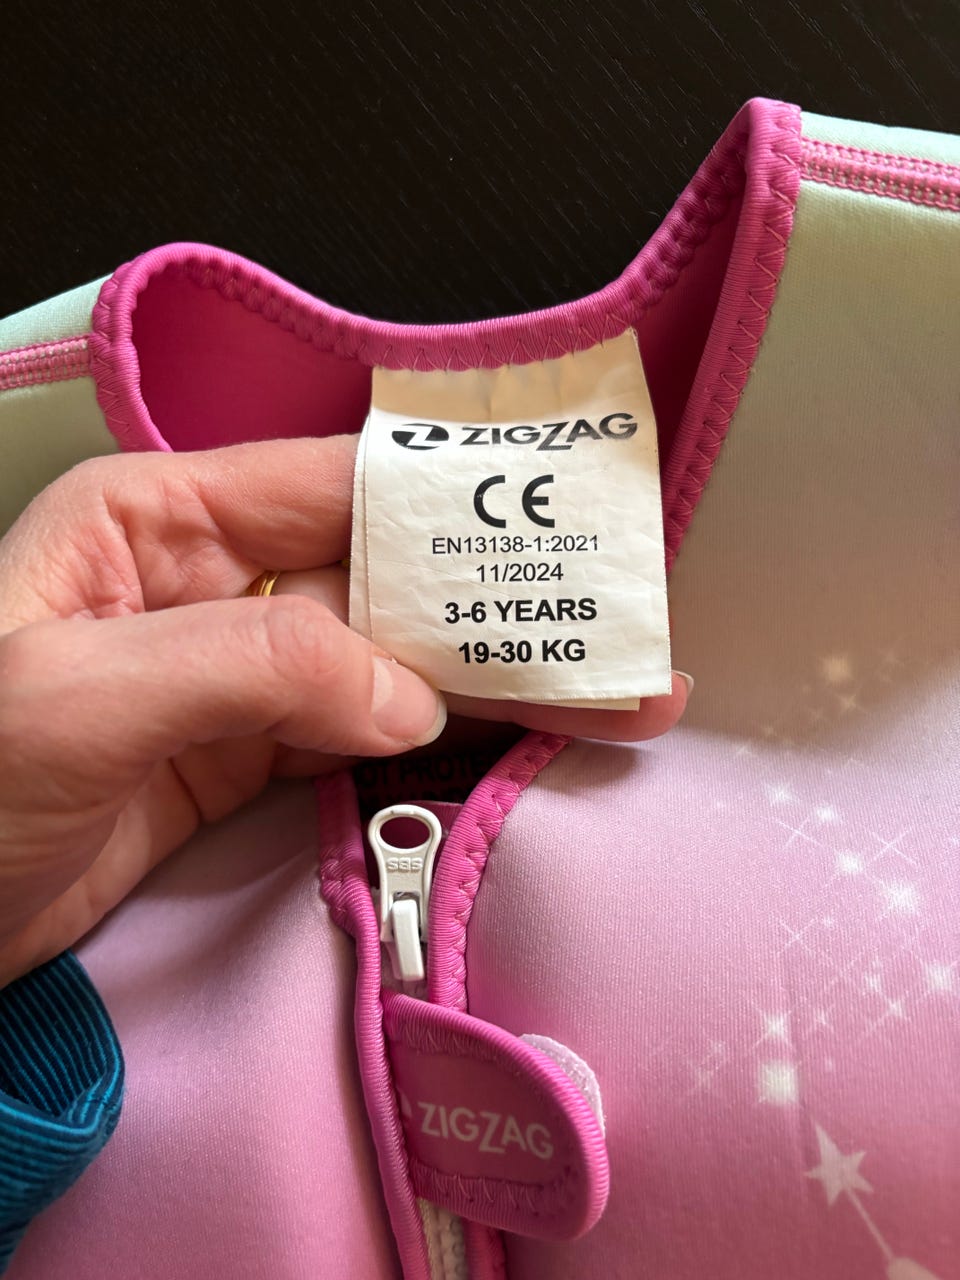 ZIGZAG
CE
EN13138-1:2021
11/2024
3-6 YEARS
19-30 KG
SBS
ZIGZAG